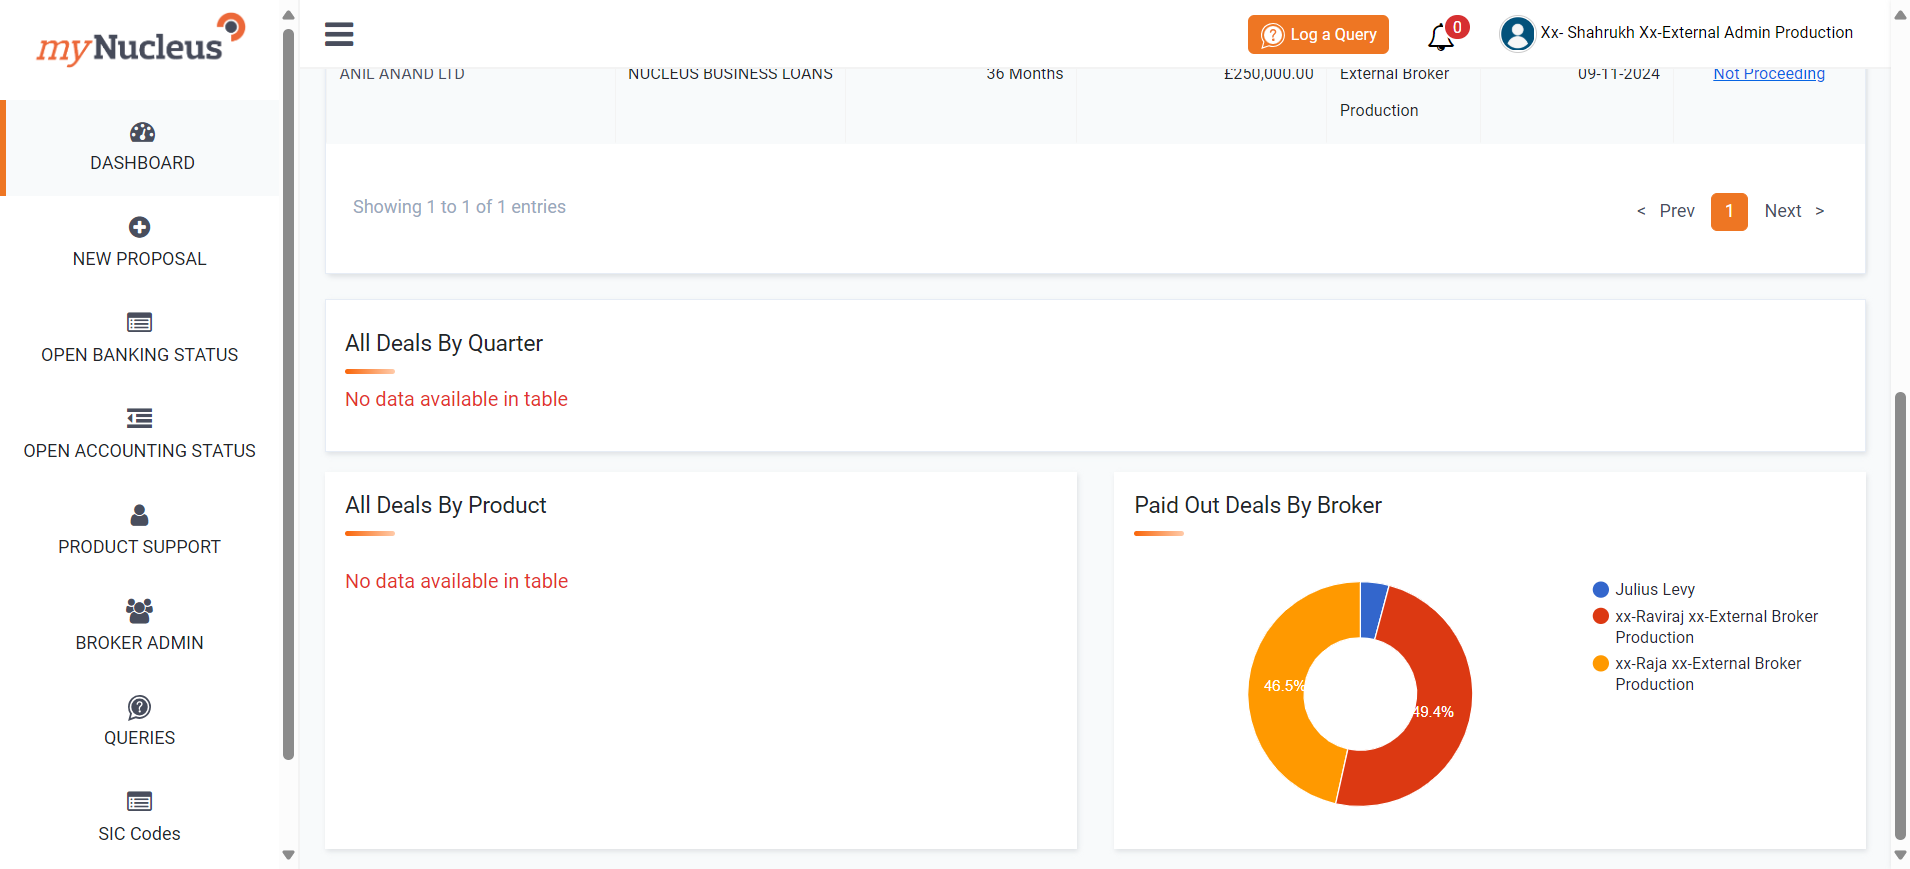 myNucleus
Log a Query
0
Xx- Shahrukh Xx-External Admin Production
DASHBOARD
NEW PROPOSAL
OPEN BANKING STATUS
OPEN ACCOUNTING STATUS
PRODUCT SUPPORT
BROKER ADMIN
QUERIES
SIC Codes
ANIL ANAND LTD
NUCLEUS BUSINESS LOANS
36 Months
£250,000.00
External Broker
Production
09-11-2024
Not Proceeding
Showing 1 to 1 of 1 entries
< Prev 1 Next >
All Deals By Quarter
No data available in table
All Deals By Product
No data available in table
Paid Out Deals By Broker
46.5%
49.4%
Julius Levy
xx-Raviraj xx-External Broker
Production
xx-Raja xx-External Broker
Production